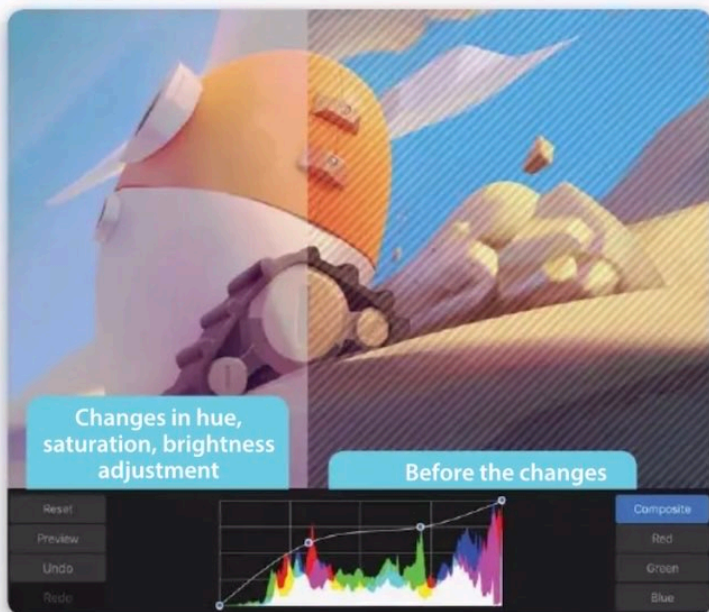 Changes in hue,
saturation, brightness
adjustment
Before the changes
Reset
Preview
Undo
Redo
Composite
Red
Green
Blue